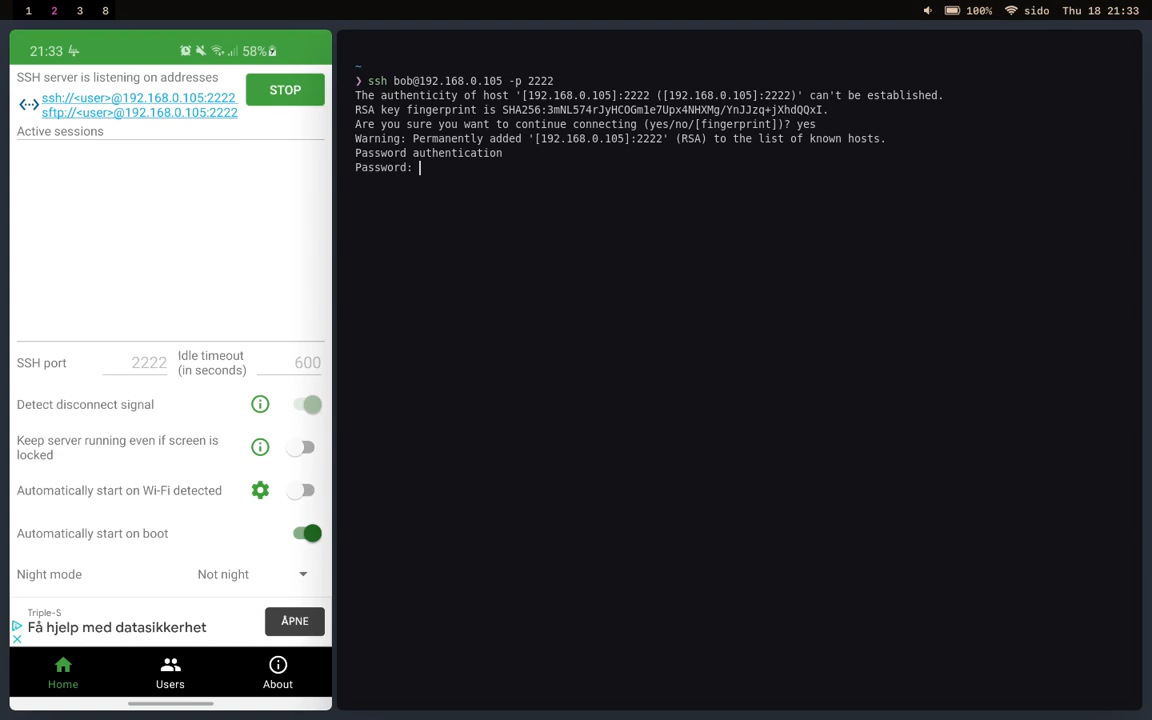 1 2 3 8
100% sido Thu 18 21:33
21:33
58%
SSH server is listening on addresses
ssh://<user>@192.168.0.105:2222
sftp://<user>@192.168.0.105:2222
STOP
Active sessions
SSH port
2222
Idle timeout
(in seconds)
600
Detect disconnect signal
Keep server running even if screen is
locked
Automatically start on Wi-Fi detected
Automatically start on boot
Night mode
Not night
Triple-S
Få hjelp med datasikkerhet
ÅPNE
Home
Users
About
~
❯ ssh bob@192.168.0.105 -p 2222
The authenticity of host '[192.168.0.105]:2222 ([192.168.0.105]:2222)' can't be established.
RSA key fingerprint is SHA256:3mNL574rJyHCOGm1e7Upx4NHXMg/YnJJzq+jXhdQQxI.
Are you sure you want to continue connecting (yes/no/[fingerprint])? yes
Warning: Permanently added '[192.168.0.105]:2222' (RSA) to the list of known hosts.
Password authentication
Password: